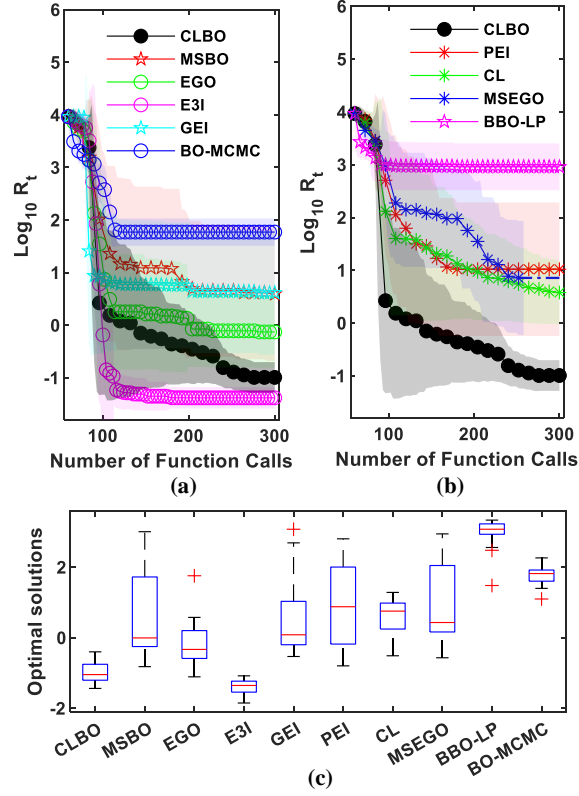 6
5
4
3
2
1
0
-1
Log10 Rt
100
200
300
Number of Function Calls
(a)
CLBO
MSBO
EGO
E3I
GEI
BO-MCMC
6
5
4
3
2
1
0
-1
Log10 Rt
100
200
300
Number of Function Calls
(b)
CLBO
PEI
CL
MSEGO
BBO-LP
2
0
-2
Optimal solutions
CLBO
MSBO
EGO
E3I
GEI
PEI
CL
MSEGO
BBO-LP
BO-MCMC
(c)